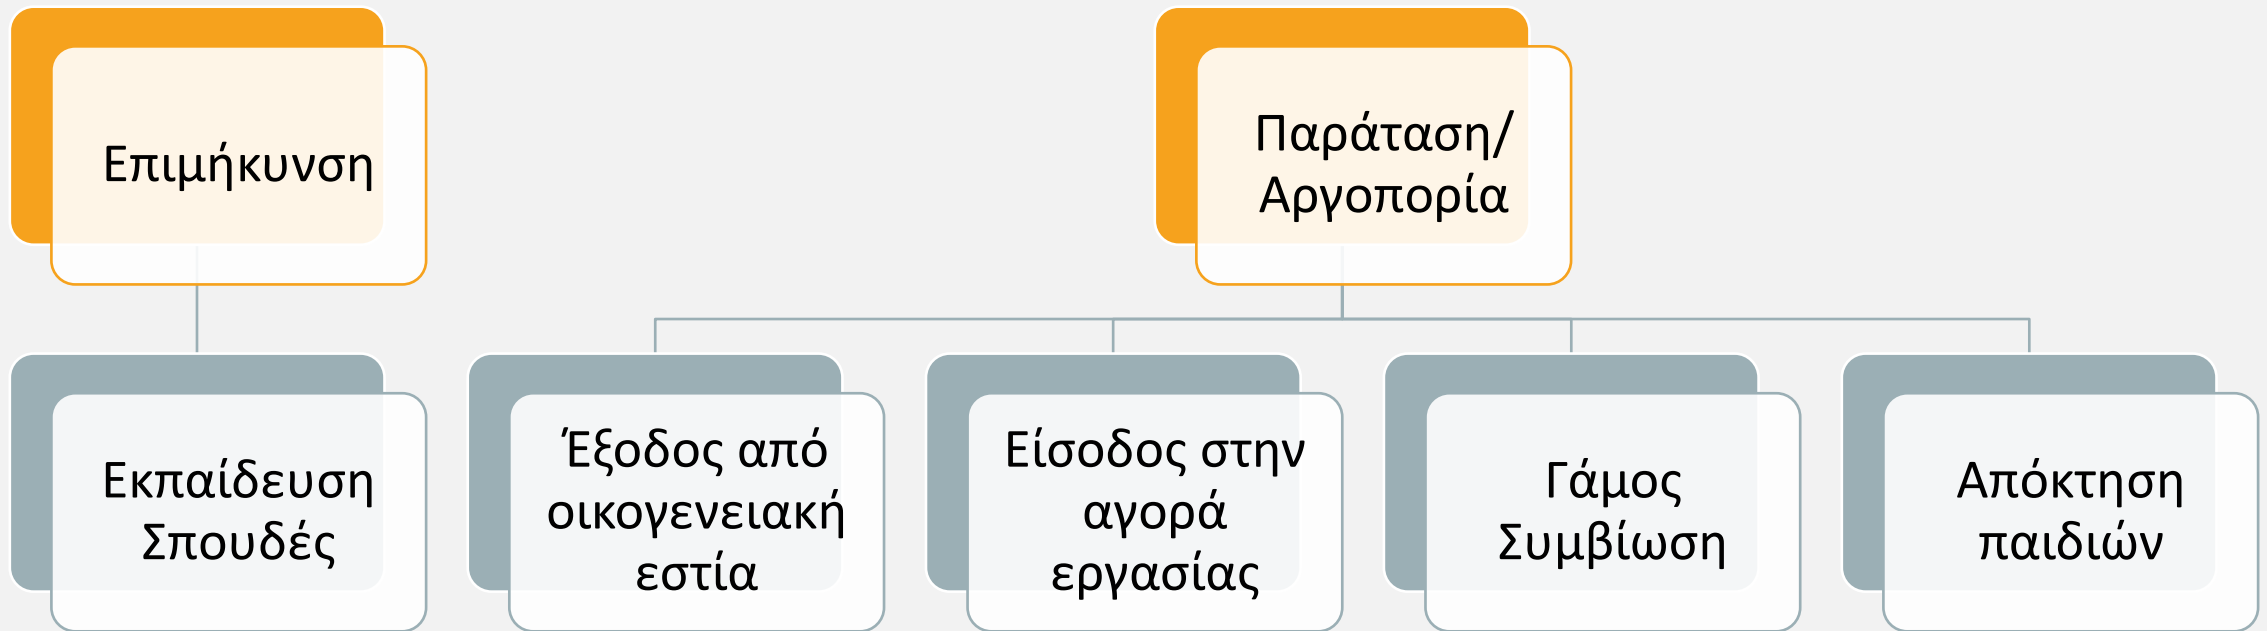 Επιμήκυνση
Παράταση/
Αργοπορία
Εκπαίδευση
Σπουδές
Έξοδος από
οικογενειακή
εστία
Είσοδος στην
αγορά
εργασίας
Γάμος
Συμβίωση
Απόκτηση
παιδιών